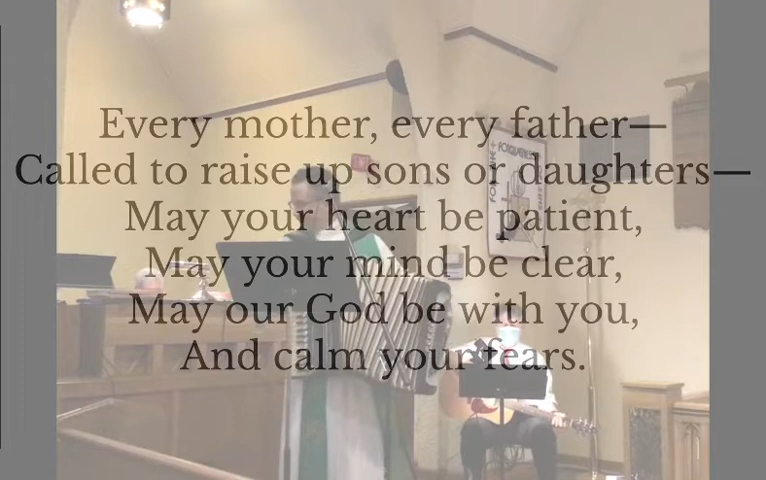 Every mother, every father—
Called to raise up sons or daughters—
May your heart be patient,
May your mind be clear,
May our God be with you,
And calm your fears.
FORGIVENESS